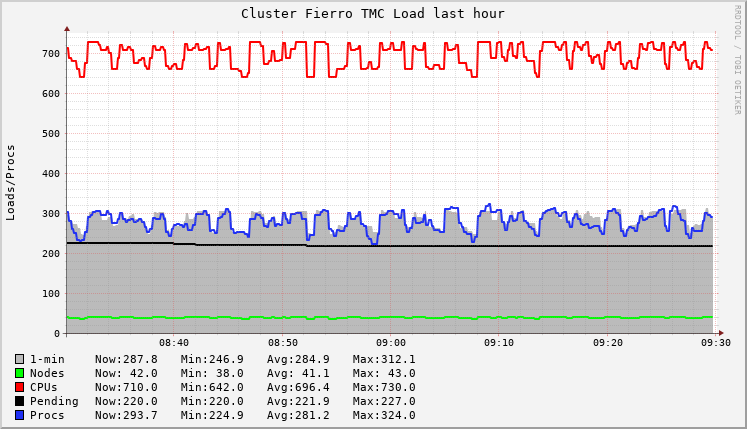 Cluster Fierro TMC Load last hour
RRDTOOL / TOBI OETIKER
Loads/Procs
700
600
500
400
300
200
100
0
08:40 08:50 09:00 09:10 09:20 09:30
1-min Now:287.8 Min:246.9 Avg:284.9 Max:312.1
Nodes Now: 42.0 Min: 38.0 Avg: 41.1 Max: 43.0
CPUs Now:710.0 Min:642.0 Avg:696.4 Max:730.0
Pending Now:220.0 Min:220.0 Avg:221.9 Max:227.0
Procs Now:293.7 Min:224.9 Avg:281.2 Max:324.0